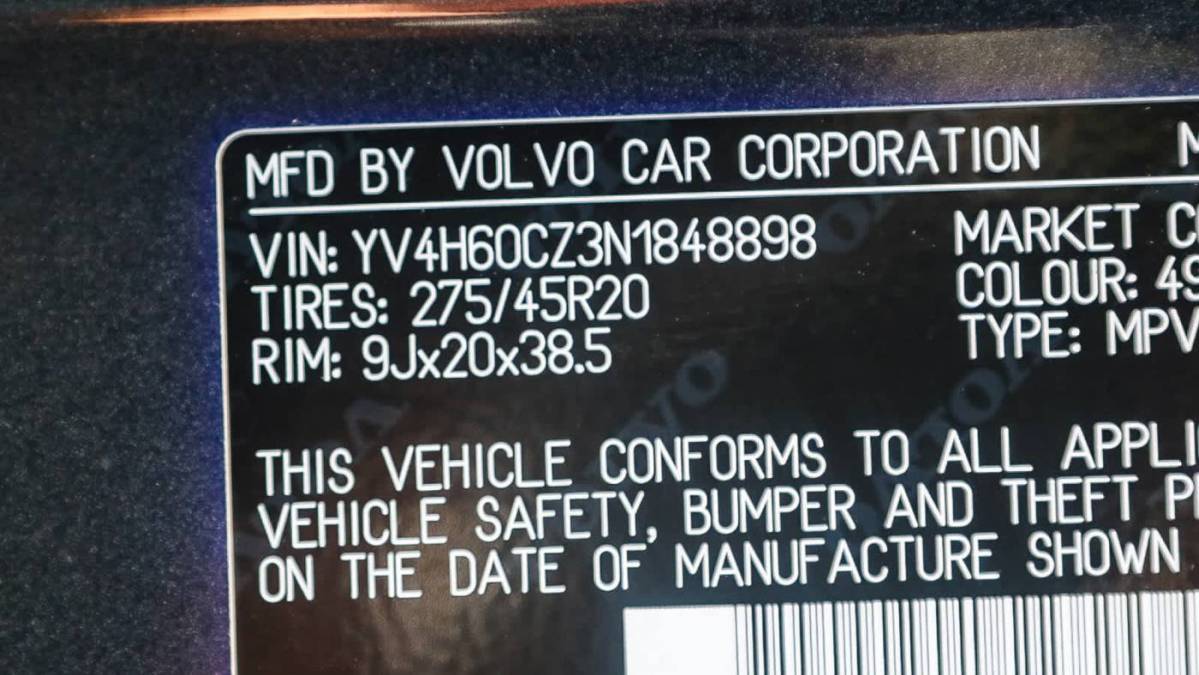 MFD BY VOLVO CAR CORPORATION
VIN: YV4H60CZ3N1848898
TIRES: 275/45R20
RIM: 9Jx20x38.5
MARKET
COLOUR:
TYPE: MPV
THIS VEHICLE CONFORMS TO ALL
VEHICLE SAFETY, BUMPER AND THEFT
ON THE DATE OF MANUFACTURE SHOWN